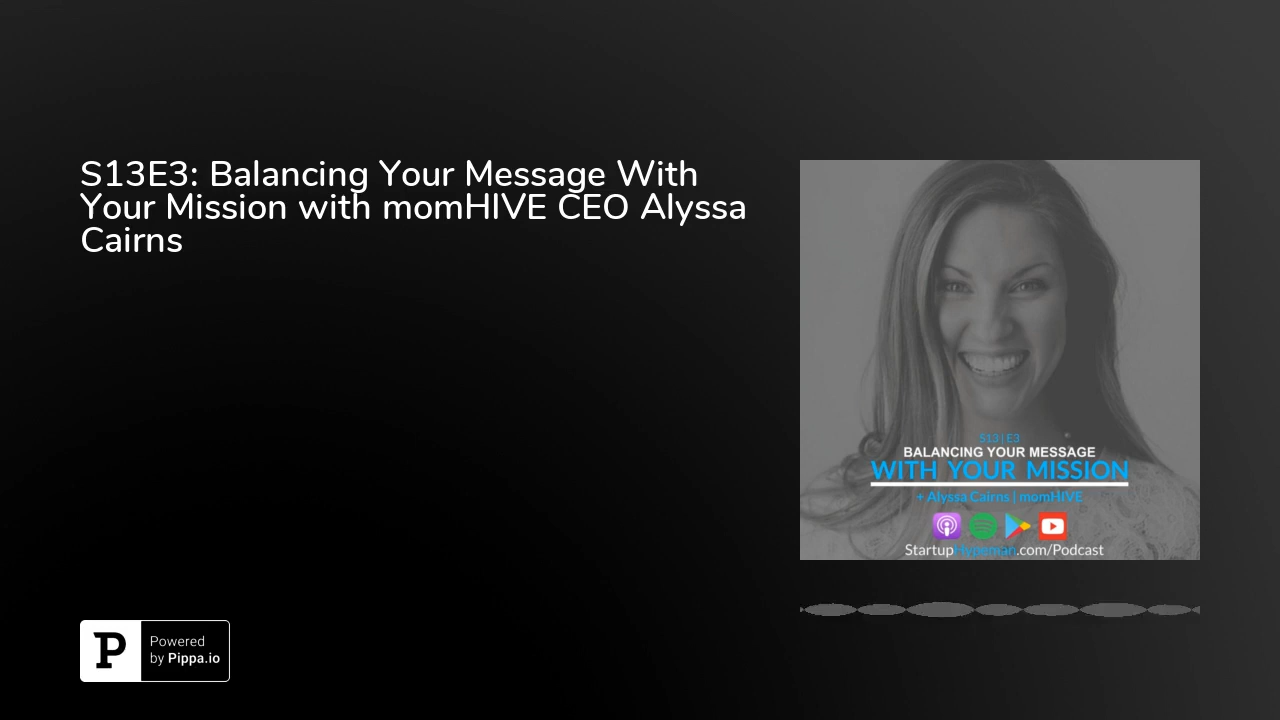 S13E3: Balancing Your Message With
Your Mission with momHIVE CEO Alyssa
Cairns
S13 | E3
BALANCING YOUR MESSAGE
WITH YOUR MISSION
+ Alyssa Cairns | momHIVE
StartupHypeman.com/Podcast
P
Powered
by Pippa.io